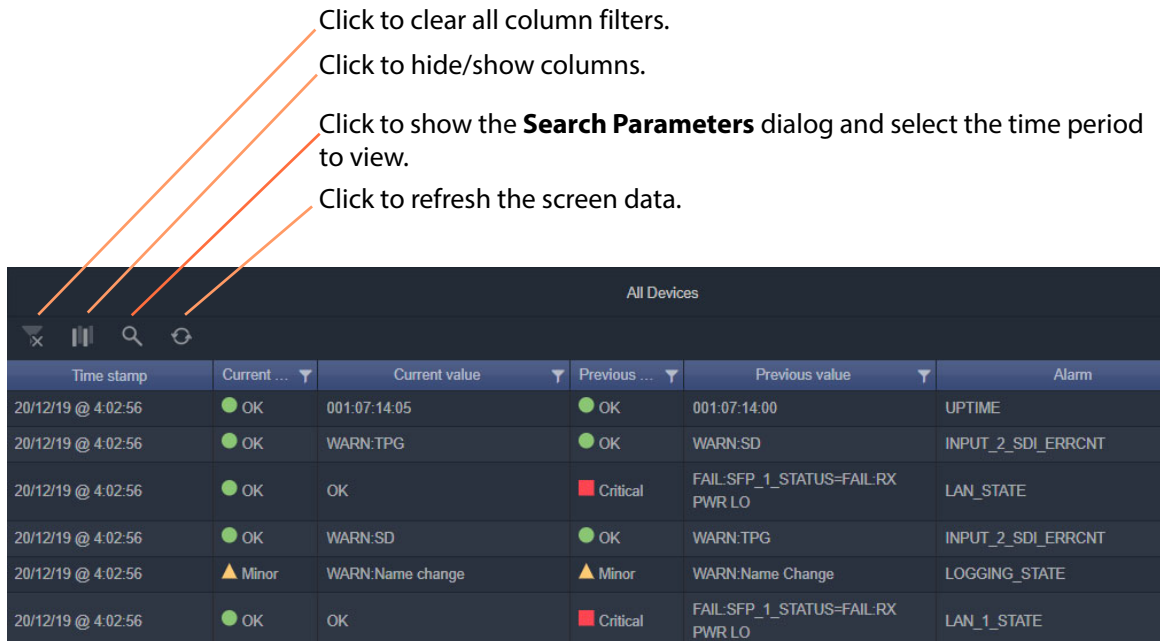 Click to clear all column filters.
Click to hide/show columns.
Click to show the Search Parameters dialog and select the time period
to view.
Click to refresh the screen data.
All Devices
Time stamp Current ... Current value Previous ... Previous value Alarm
20/12/19 @ 4:02:56 OK 001:07:14:05 OK 001:07:14:00 UPTIME
20/12/19 @ 4:02:56 OK WARN:TPG OK WARN:SD INPUT_2_SDI_ERRCNT
20/12/19 @ 4:02:56 OK OK Critical FAIL:SFP_1_STATUS=FAIL:RX LAN_STATE
PWR LO
20/12/19 @ 4:02:56 OK WARN:SD OK WARN:TPG INPUT_2_SDI_ERRCNT
20/12/19 @ 4:02:56 Minor WARN:Name change Minor WARN:Name Change LOGGING_STATE
20/12/19 @ 4:02:56 OK OK Critical FAIL:SFP_1_STATUS=FAIL:RX LAN_1_STATE
PWR LO